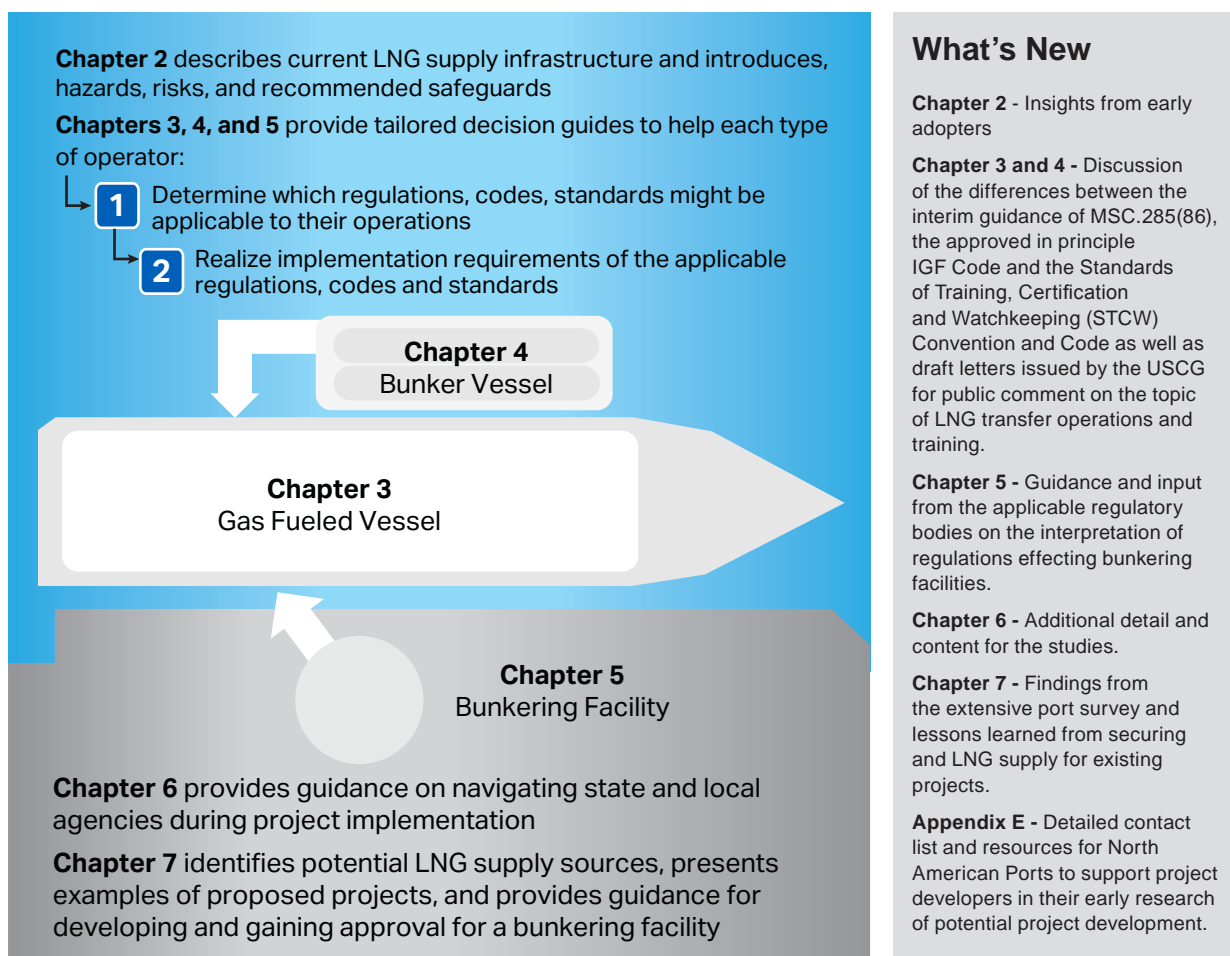 Chapter 2 describes current LNG supply infrastructure and introduces,
hazards, risks, and recommended safeguards
Chapters 3, 4, and 5 provide tailored decision guides to help each type
of operator:
1 Determine which regulations, codes, standards might be
applicable to their operations
2 Realize implementation requirements of the applicable
regulations, codes and standards
Chapter 4
Bunker Vessel
Chapter 3
Gas Fueled Vessel
Chapter 5
Bunkering Facility
Chapter 6 provides guidance on navigating state and local
agencies during project implementation
Chapter 7 identifies potential LNG supply sources, presents
examples of proposed projects, and provides guidance for
developing and gaining approval for a bunkering facility
What's New
Chapter 2 - Insights from early
adopters
Chapter 3 and 4 - Discussion
of the differences between the
interim guidance of MSC.285(86),
the approved in principle
IGF Code and the Standards
of Training, Certification
and Watchkeeping (STCW)
Convention and Code as well as
draft letters issued by the USCG
for public comment on the topic
of LNG transfer operations and
training.
Chapter 5 - Guidance and input
from the applicable regulatory
bodies on the interpretation of
regulations effecting bunkering
facilities.
Chapter 6 - Additional detail and
content for the studies.
Chapter 7 - Findings from
the extensive port survey and
lessons learned from securing
and LNG supply for existing
projects.
Appendix E - Detailed contact
list and resources for North
American Ports to support project
developers in their early research
of potential project development.